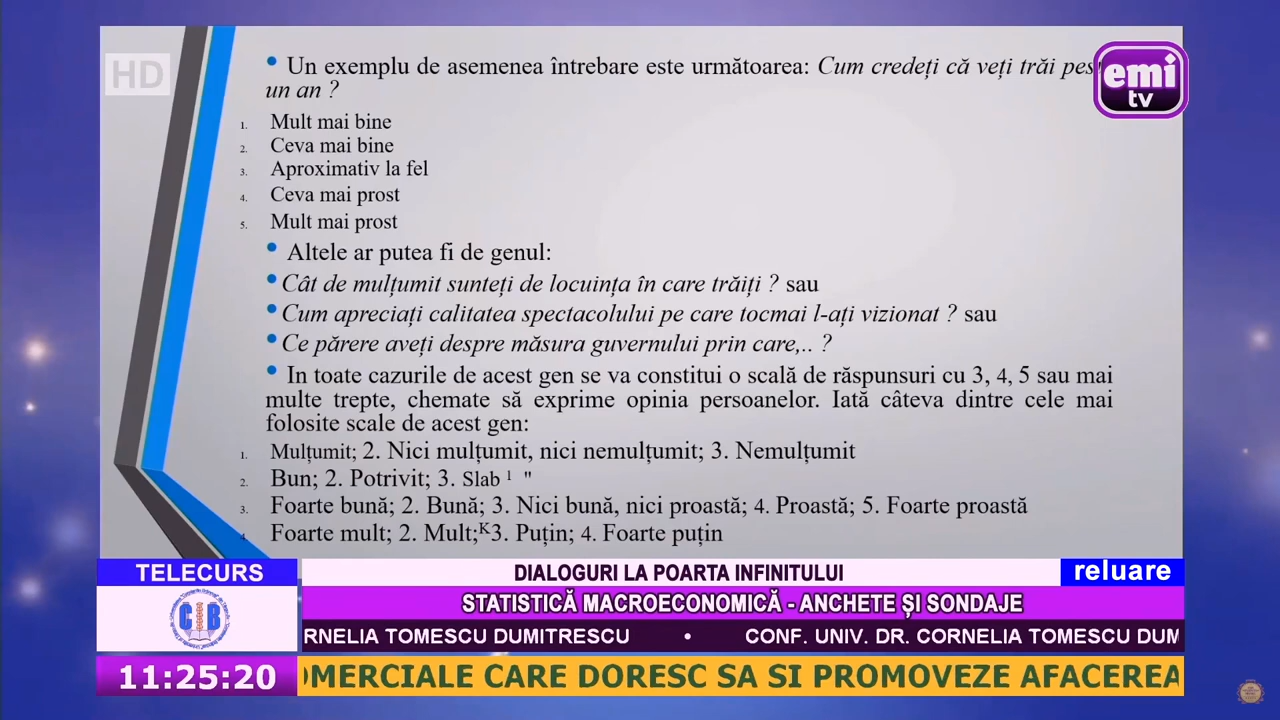 HD
emi
tv
• Un exemplu de asemenea întrebare este următoarea: Cum credeți că veți trăi
un an ?
1. Mult mai bine
2. Ceva mai bine
3. Aproximativ la fel
4. Ceva mai prost
5. Mult mai prost
• Altele ar putea fi de genul:
• Cât de mulțumit sunteți de locuința în care trăiți ? sau
• Cum apreciați calitatea spectacolului pe care tocmai l-ați vizionat ? sau
• Ce părere aveți despre măsura guvernului prin care,.. ?
• In toate cazurile de acest gen se va constitui o scală de răspunsuri cu 3, 4, 5 sau mai
multe trepte, chemate să exprime opinia persoanelor. Iată câteva dintre cele mai
folosite scale de acest gen:
1. Mulțumit; 2. Nici mulțumit, nici nemulțumit; 3. Nemulțumit
2. Bun; 2. Potrivit; 3. Slab ¹ "
3. Foarte bună; 2. Bună; 3. Nici bună, nici proastă; 4. Proastă; 5. Foarte proastă
4. Foarte mult; 2. Mult;ᴷ3. Puțin; 4. Foarte puțin
TELECURS
DIALOGURI LA POARTA INFINITULUI
reluare
CIB
STATISTICĂ MACROECONOMICĂ - ANCHETE ȘI SONDAJE
RNELIA TOMESCU DUMITRESCU • CONF. UNIV. DR. CORNELIA TOMESCU DUM
11:25:20
OMERCIALE CARE DORESC SA SI PROMOVEZE AFACEREA